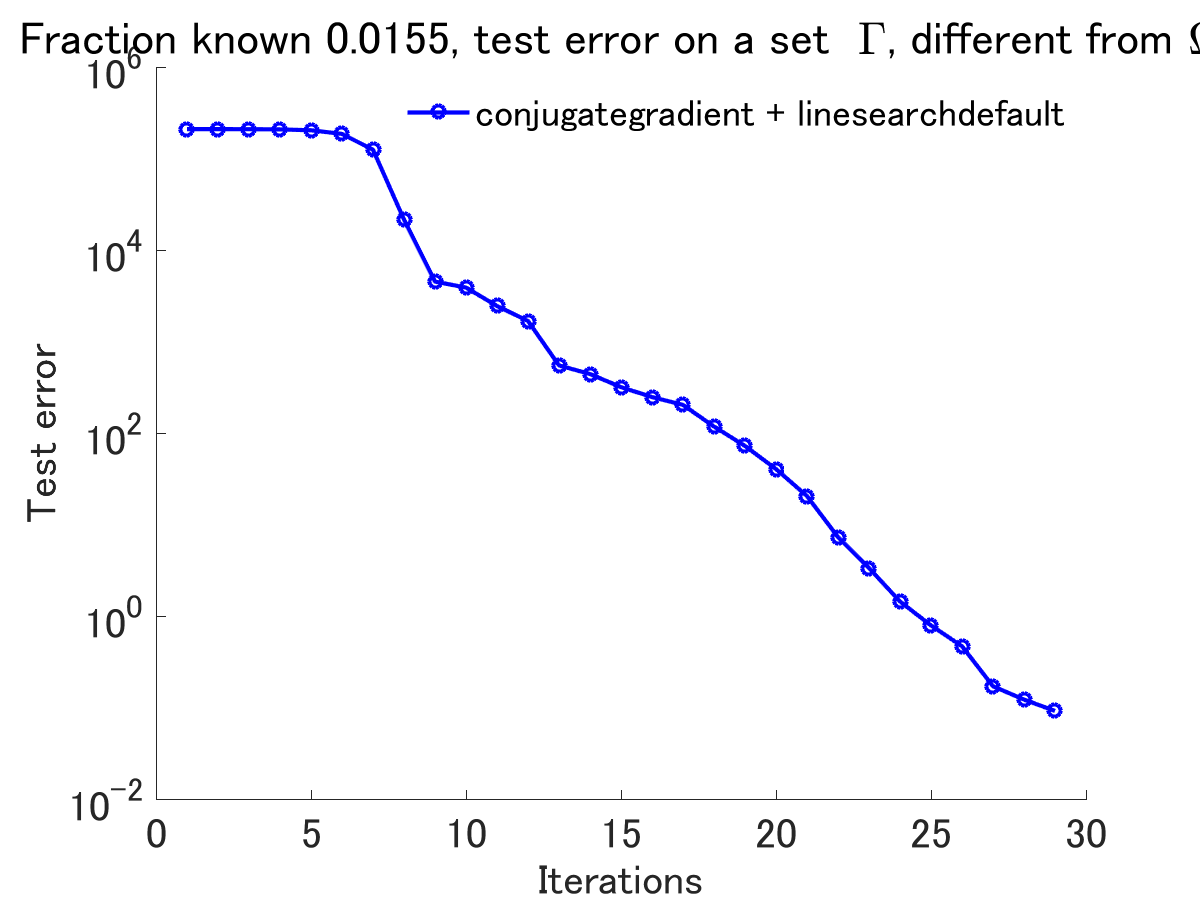 Fraction known 0.0155, test error on a set Γ, different from
10^6
conjugategradient + linesearchdefault
10^4
10^2
10^0
10^-2
Test error
0 5 10 15 20 25 30
Iterations